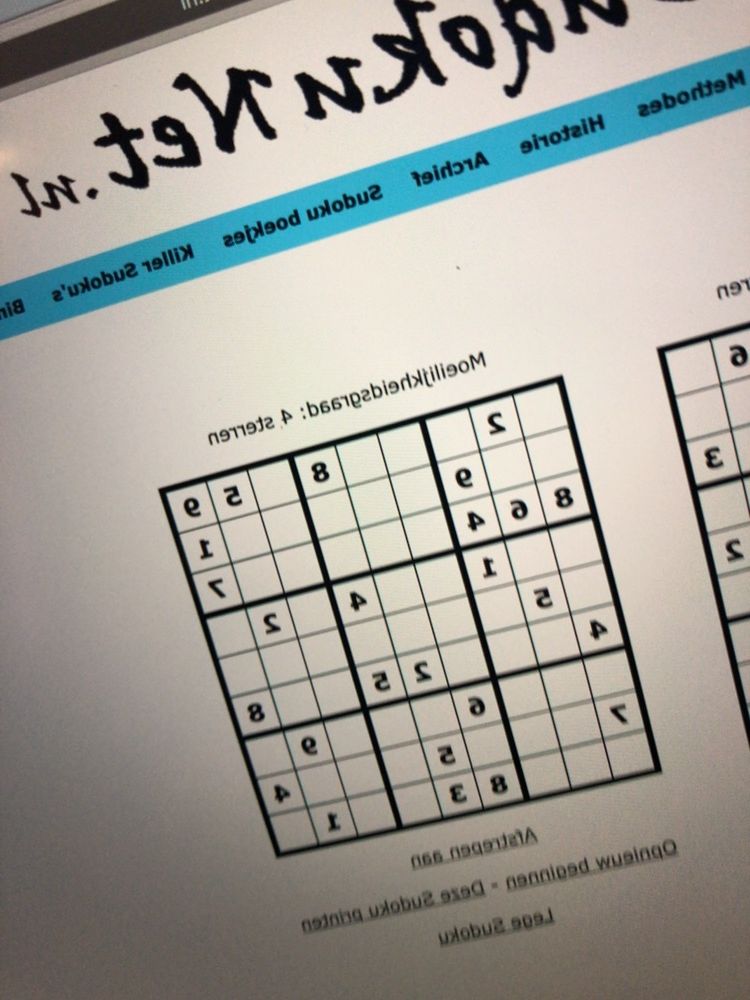 udokuNet.nl
Methodes Historie Archief Sudoku boekjes Killer Sudoku's Bin
ren
6
3
2
Moeilijkheidsgraad: 4 sterren
2 8 5 9
9 1
8 6 4 7
1 4 2
5
4 2 5 8
6 9
7 5 4
8 3 1
Afstrepen aan
Opnieuw beginnen - Deze Sudoku printen
Lege Sudoku